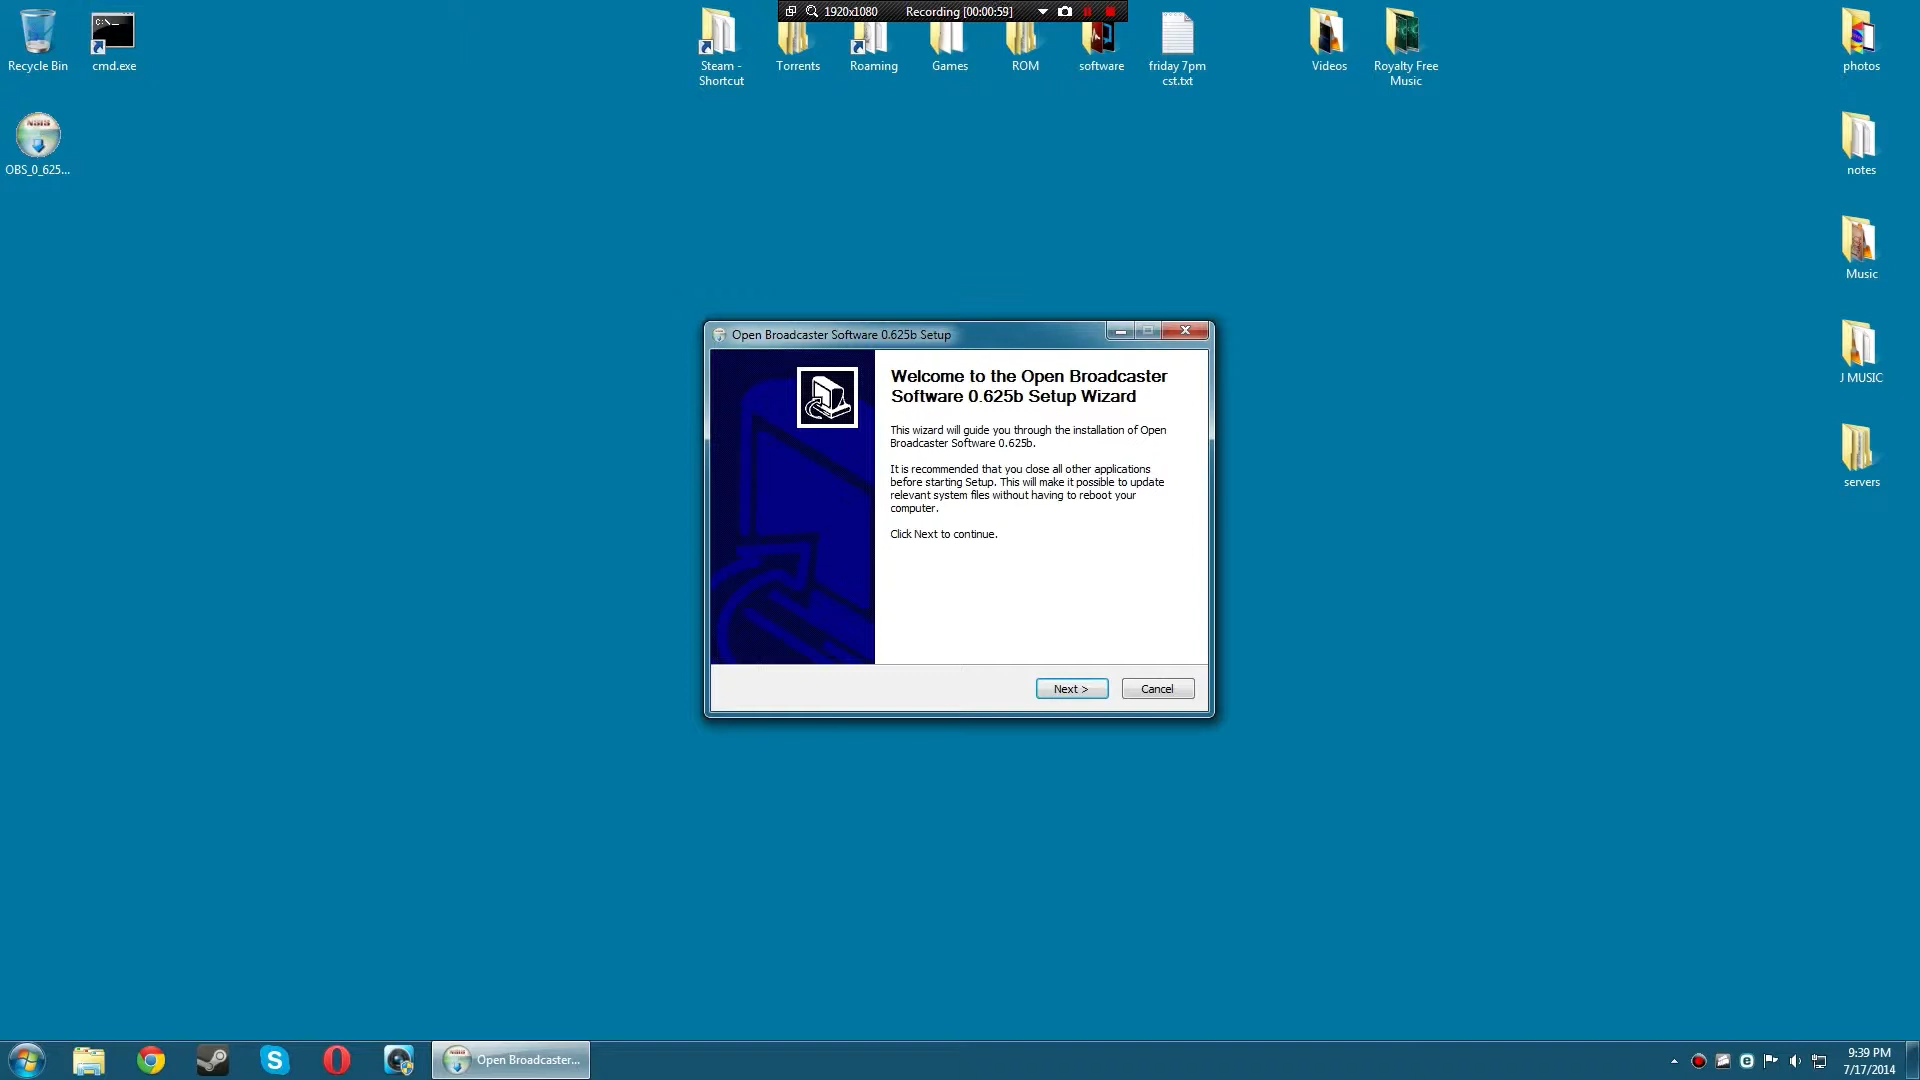 1920x1080 Recording [00:00:59]
Recycle Bin
cmd.exe
Steam -
Shortcut
Torrents
Roaming
Games
ROM
software
friday 7pm
cst.txt
Videos
Royalty Free
Music
photos
OBS_0_625...
notes
Music
J MUSIC
servers
Open Broadcaster Software 0.625b Setup
Welcome to the Open Broadcaster
Software 0.625b Setup Wizard
This wizard will guide you through the installation of Open
Broadcaster Software 0.625b.
It is recommended that you close all other applications
before starting Setup. This will make it possible to update
relevant system files without having to reboot your
computer.
Click Next to continue.
Next >
Cancel
Open Broadcaster...
9:39 PM
7/17/2014